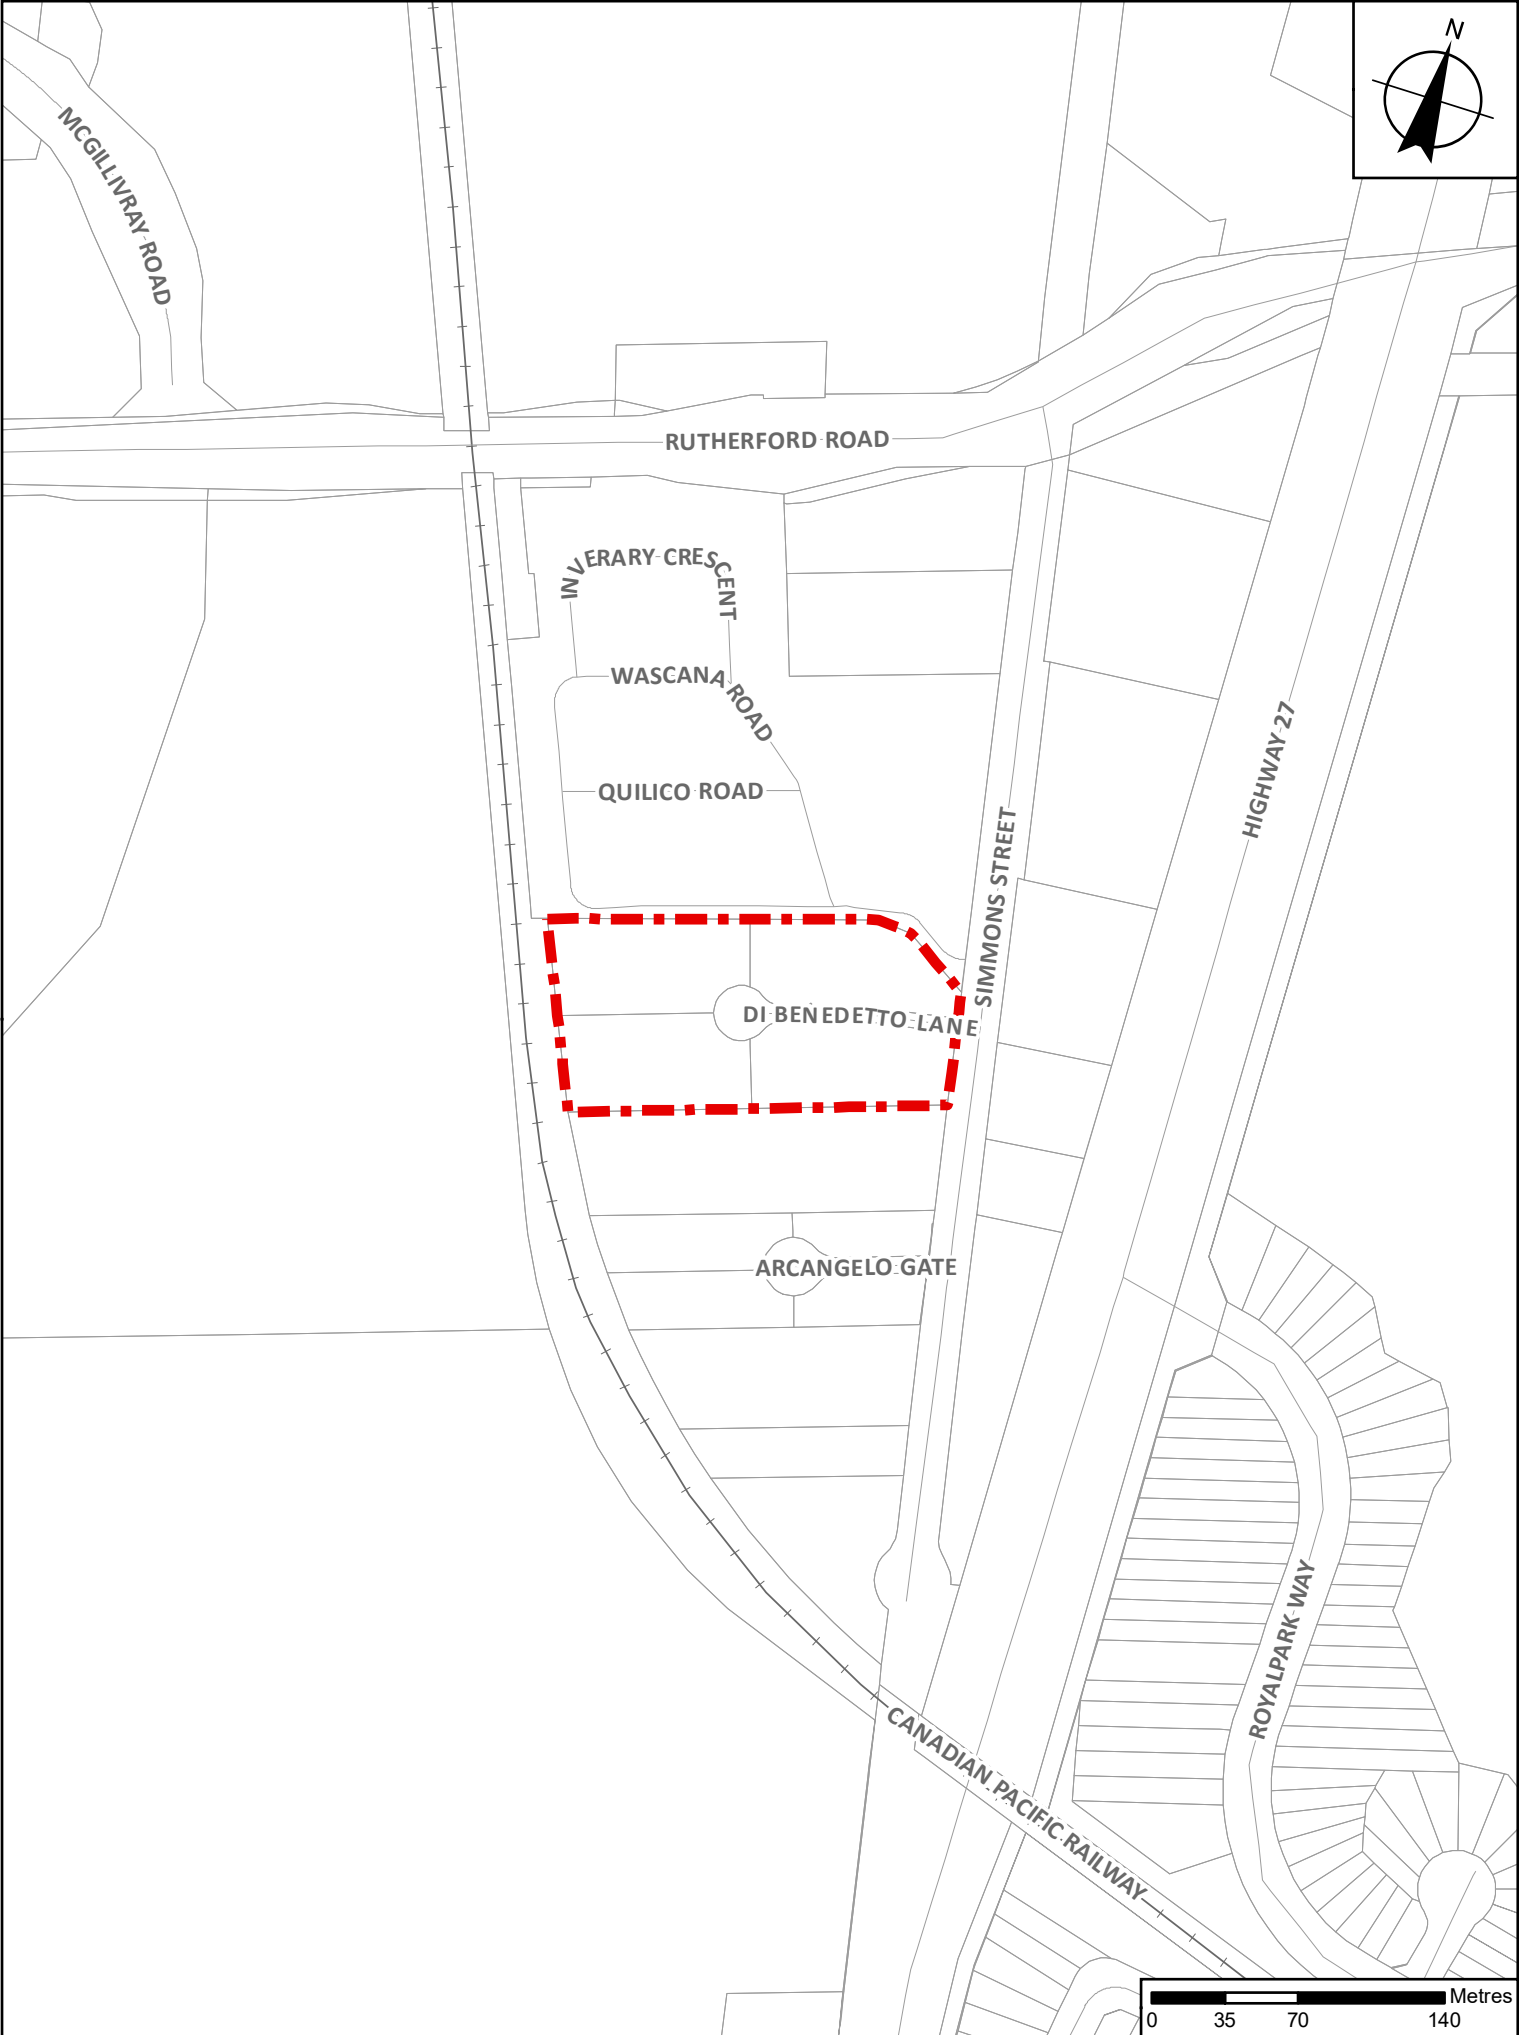 N
MCGILLIVRAY ROAD
RUTHERFORD ROAD
INVERARY CRESCENT
WASCANA ROAD
QUILICO ROAD
HIGHWAY 27
SIMMONS STREET
DI BENEDETTO LANE
ARCANGELO GATE
ROYALPARK WAY
CANADIAN PACIFIC RAILWAY
Metres
0 35 70 140